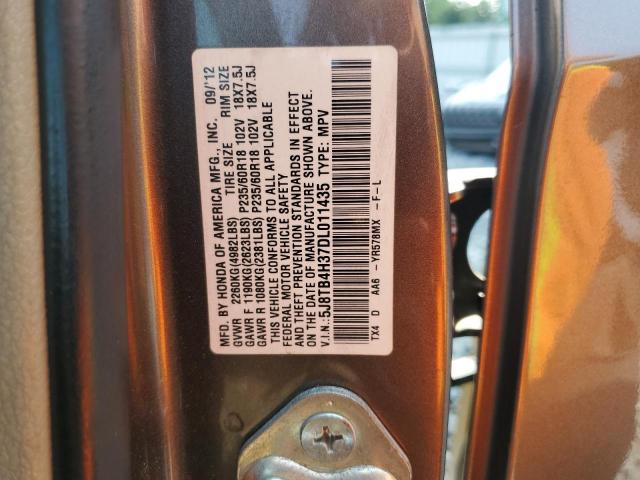 MFD. BY HONDA OF AMERICA MFG., INC. 09/'12
TIRE SIZE RIM SIZE
GVWR 2260KG(4982LBS)
GAWR F 1190KG(2623LBS) P235/60R18 102V 18X7.5J
GAWR R 1080KG(2381LBS) P235/60R18 102V 18X7.5J
THIS VEHICLE CONFORMS TO ALL APPLICABLE
FEDERAL MOTOR VEHICLE SAFETY
AND THEFT PREVENTION STANDARDS IN EFFECT
ON THE DATE OF MANUFACTURE SHOWN ABOVE.
V.I.N.:5J8TB4H37DL011435 TYPE: MPV
TX4 D AA6 -YR578MX -F-L